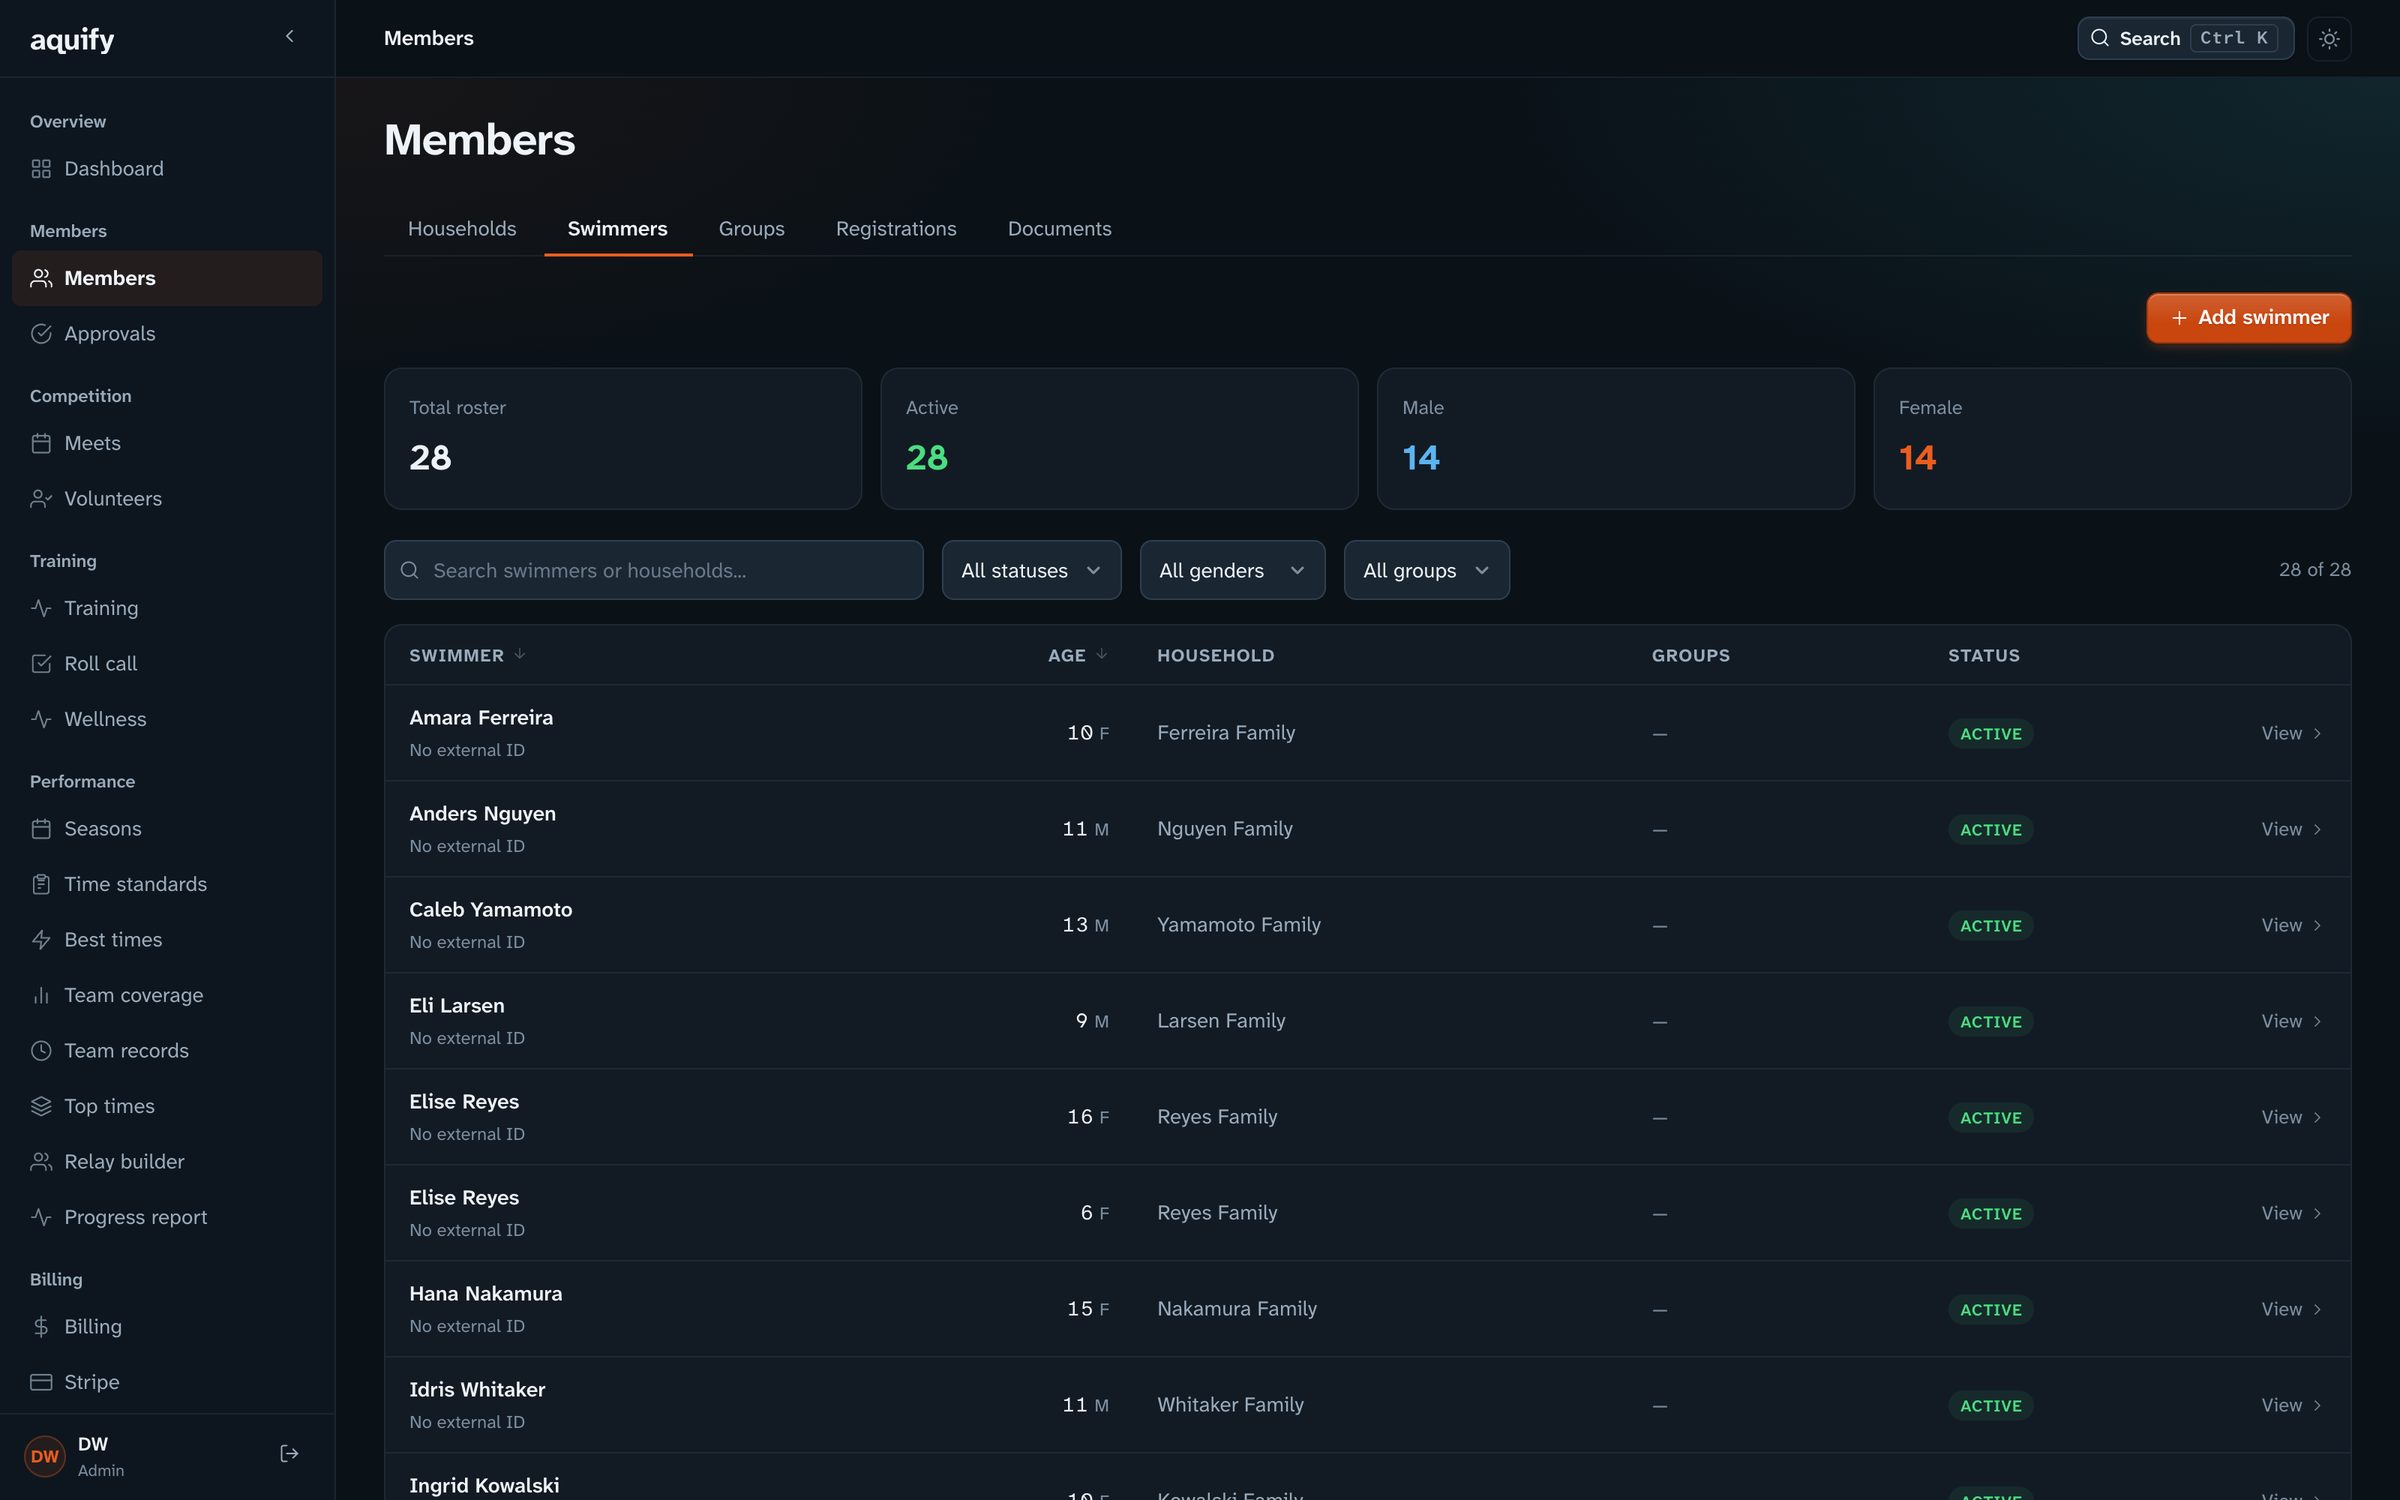 aquify
Members
Search Ctrl K
Overview
Dashboard
Members
Members
Approvals
Competition
Meets
Volunteers
Training
Training
Roll call
Wellness
Performance
Seasons
Time standards
Best times
Team coverage
Team records
Top times
Relay builder
Progress report
Billing
Billing
Stripe
DW
DW
Admin
Members
Households Swimmers Groups Registrations Documents
+ Add swimmer
Total roster
28
Active
28
Male
14
Female
14
Search swimmers or households...
All statuses
All genders
All groups
28 of 28
SWIMMER ↓ AGE ↓ HOUSEHOLD GROUPS STATUS
Amara Ferreira
No external ID
10 F Ferreira Family — ACTIVE View
Anders Nguyen
No external ID
11 M Nguyen Family — ACTIVE View
Caleb Yamamoto
No external ID
13 M Yamamoto Family — ACTIVE View
Eli Larsen
No external ID
9 M Larsen Family — ACTIVE View
Elise Reyes
No external ID
16 F Reyes Family — ACTIVE View
Elise Reyes
No external ID
6 F Reyes Family — ACTIVE View
Hana Nakamura
No external ID
15 F Nakamura Family — ACTIVE View
Idris Whitaker
No external ID
11 M Whitaker Family — ACTIVE View
Ingrid Kowalski
10 F Kowalski Family ACTIVE View